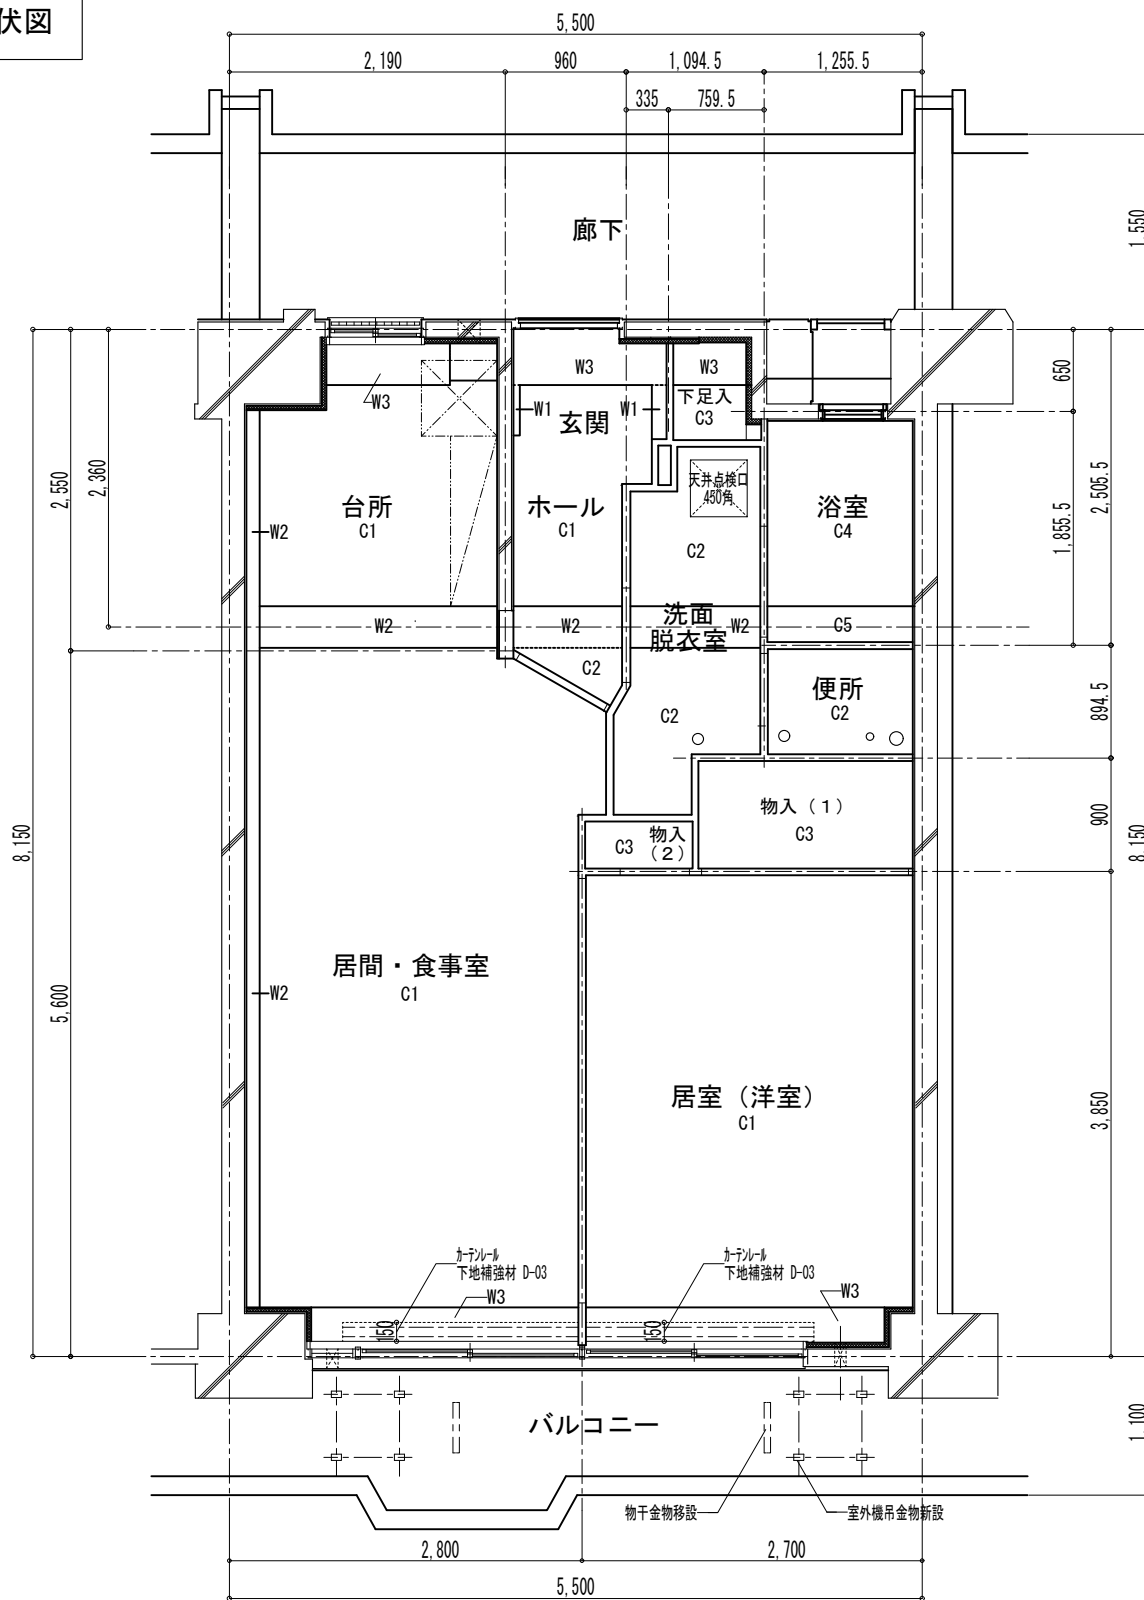 伏図
5,500
2,190
960
1,094.5
1,255.5
335
759.5
1,550
廊下
W3
W3
W3
下足入
C3
W1
W1
玄関
650
2,360
2,550
天井点検口
450角
台所
C1
ホール
C1
浴室
C4
2,505.5
1,855.5
W2
C2
W2
W2
洗面
脱衣室
W2
C5
C2
便所
C2
C2
894.5
物入（1）
C3
C3
物入
（2）
900
8,150
8,150
居間・食事室
C1
W2
5,600
居室（洋室）
C1
3,850
カーテンレール
下地補強材 D-03
W3
カーテンレール
下地補強材 D-03
W3
150
150
バルコニー
1,100
物干金物移設
室外機吊金物新設
2,800
2,700
5,500